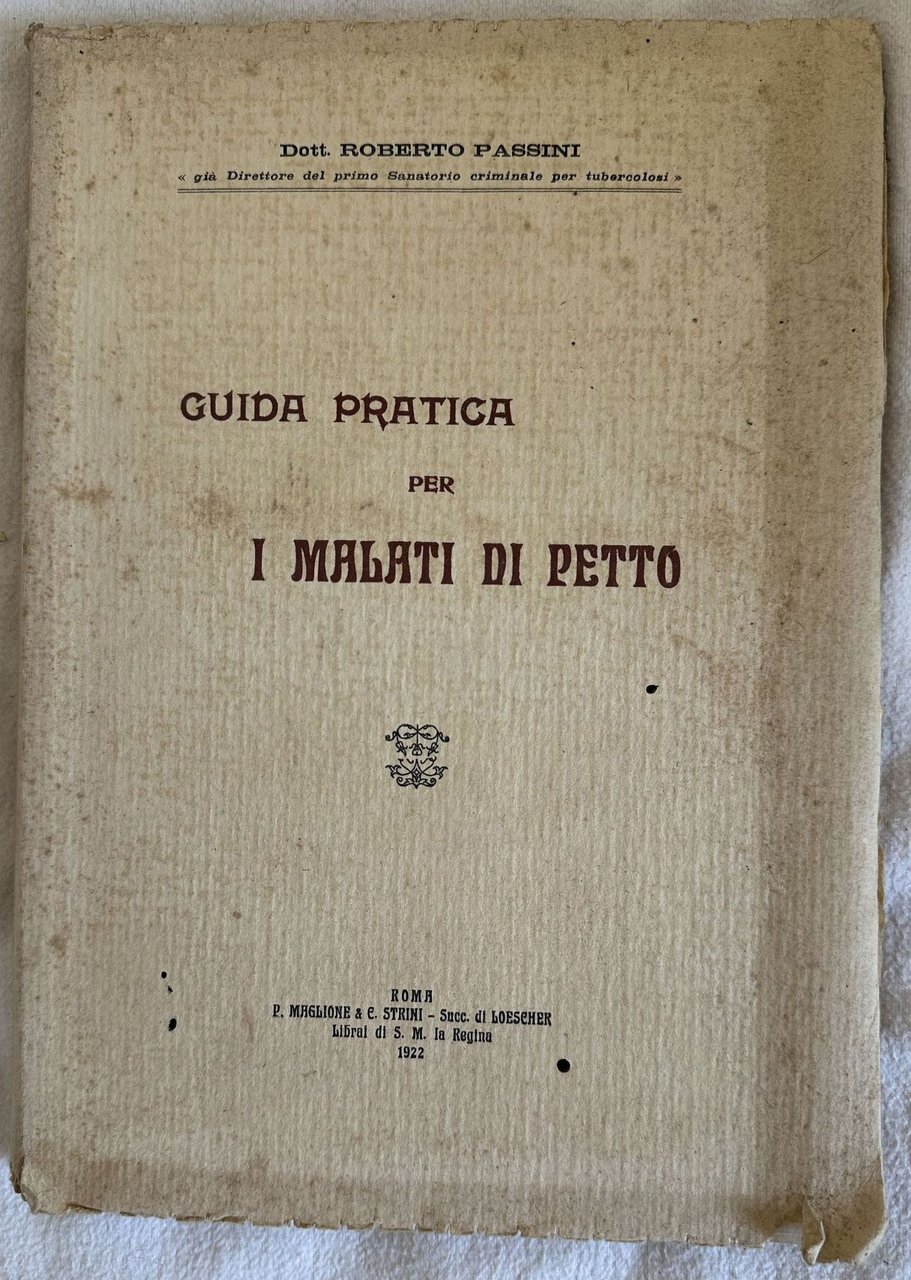 Dott. ROBERTO PASSINI
« già Direttore del primo Sanatorio criminale per tubercolosi »
GUIDA PRATICA
PER
I MALATI DI PETTO
ROMA
P. MAGLIONE & C. STRINI - Succ. di LOESCHER
Librai di S. M. la Regina
1922